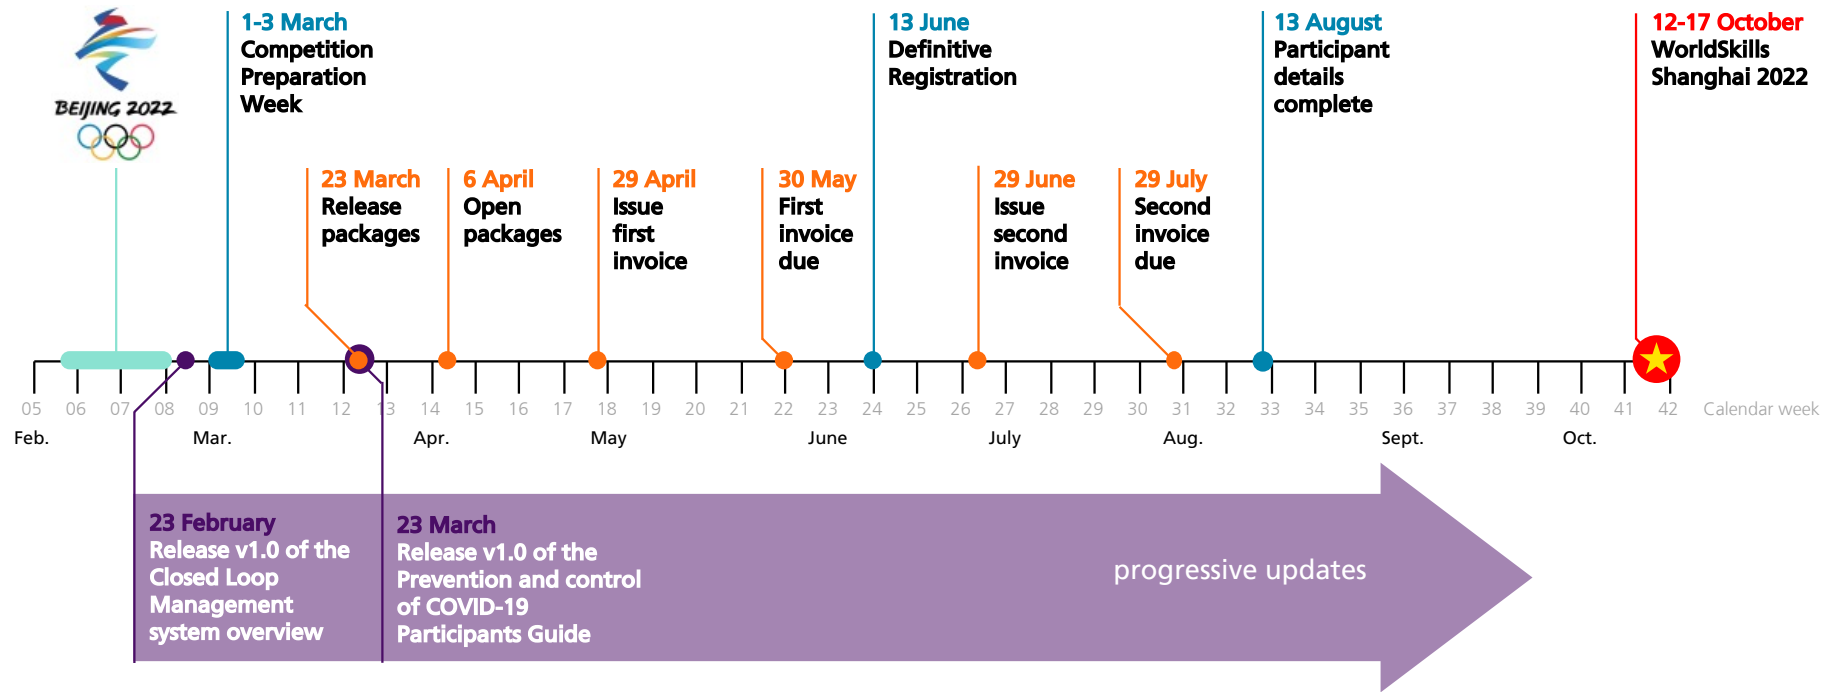 BEIJING 2022
1-3 March
Competition
Preparation
Week
13 June
Definitive
Registration
13 August
Participant
details
complete
12-17 October
WorldSkills
Shanghai 2022
23 March
Release
packages
6 April
Open
packages
29 April
Issue
first
invoice
30 May
First
invoice
due
29 June
Issue
second
invoice
29 July
Second
invoice
due
05 06 07 08 09 10 11 12 13 14 15 16 17 18 19 20 21 22 24 25 26 27 28 29 30 31 32 33 34 35 36 37 38 39 40 41 42 Calendar week
Feb. Mar. Apr. May June July Aug. Sept. Oct.
23 February
Release v1.0 of the
Closed Loop
Management
system overview
23 March
Release v1.0 of the
Prevention and control
of COVID-19
Participants Guide
progressive updates